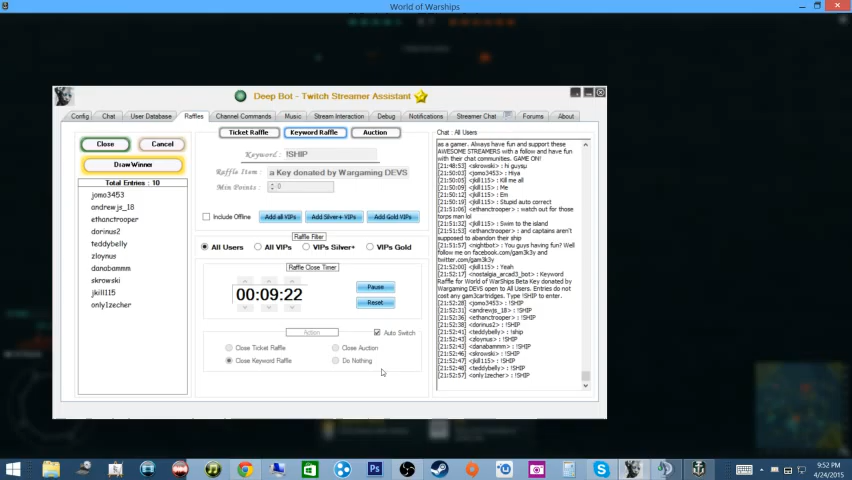 World of Warships
Deep Bot - Twitch Streamer Assistant
Config Chat User Database Raffles Channel Commands Music Stream Interaction Debug Notifications Streamer Chat Forums About
Close Cancel
Draw Winner
Total Entries : 10
jomo3453
andrewjs_18
ethanctrooper
dorinus2
teddybelly
zloynus
danabammm
skrowski
jkill115
only1zecher
Ticket Raffle Keyword Raffle Auction
Keyword: !SHIP
Raffle Item: a Key donated by Wargaming DEVS
Min Points: 0
Include Offline Add all VIPs Add Silver+ VIPs Add Gold VIPs
Raffle Filter
All Users All VIPs VIPs Silver+ VIPs Gold
Raffle Close Timer
00:09:22
Pause
Reset
Action Auto Switch
Close Ticket Raffle Close Auction
Close Keyword Raffle Do Nothing
Chat : All Users
as a gamer. Always have fun and support these
AWESOME STREAMERS with a follow and have fun
with their chat communities. GAME ON!
[21:48:53] <skrowski> : hi guysµ
[21:50:03] <jomo3453> : Hiya
[21:50:05] <jkill115> : Kill me all
[21:50:09] <jkill115> : Me
[21:50:12] <jkill115> : Em
[21:50:19] <jkill115> : Stupid auto correct
[21:51:06] <ethanctrooper> : watch out for those
torps man lol
[21:51:32] <jkill115> : Swim to the island
[21:51:33] <ethanctrooper> : and captains aren't
supposed to abandon their ship
[21:51:57] <nightbot> : You guys having fun? Well
follow me on facebook.com/gam3k3y and
twitter.com/gam3k3y
[21:52:00] <jkill115> : Yeah
[21:52:17] <nostalgia_arcad3_bot> : Keyword
Raffle for World of WarShips Beta Key donated by
Wargaming DEVS open to All Users. Entries do not
cost any gam3cartridges. Type !SHIP to enter.
[21:52:28] <jomo3453> : !SHIP
[21:52:31] <andrewjs_18> : !SHIP
[21:52:36] <ethanctrooper> : !SHIP
[21:52:38] <dorinus2> : !SHIP
[21:52:41] <teddybelly> : !SHIP
[21:52:43] <zloynus> : !SHIP
[21:52:43] <danabammm> : !SHIP
[21:52:46] <skrowski> : !SHIP
[21:52:47] <jkill115> : !SHIP
[21:52:48] <teddybelly> : !SHIP
[21:52:57] <only1zecher> : !SHIP
9:52 PM
4/24/2015